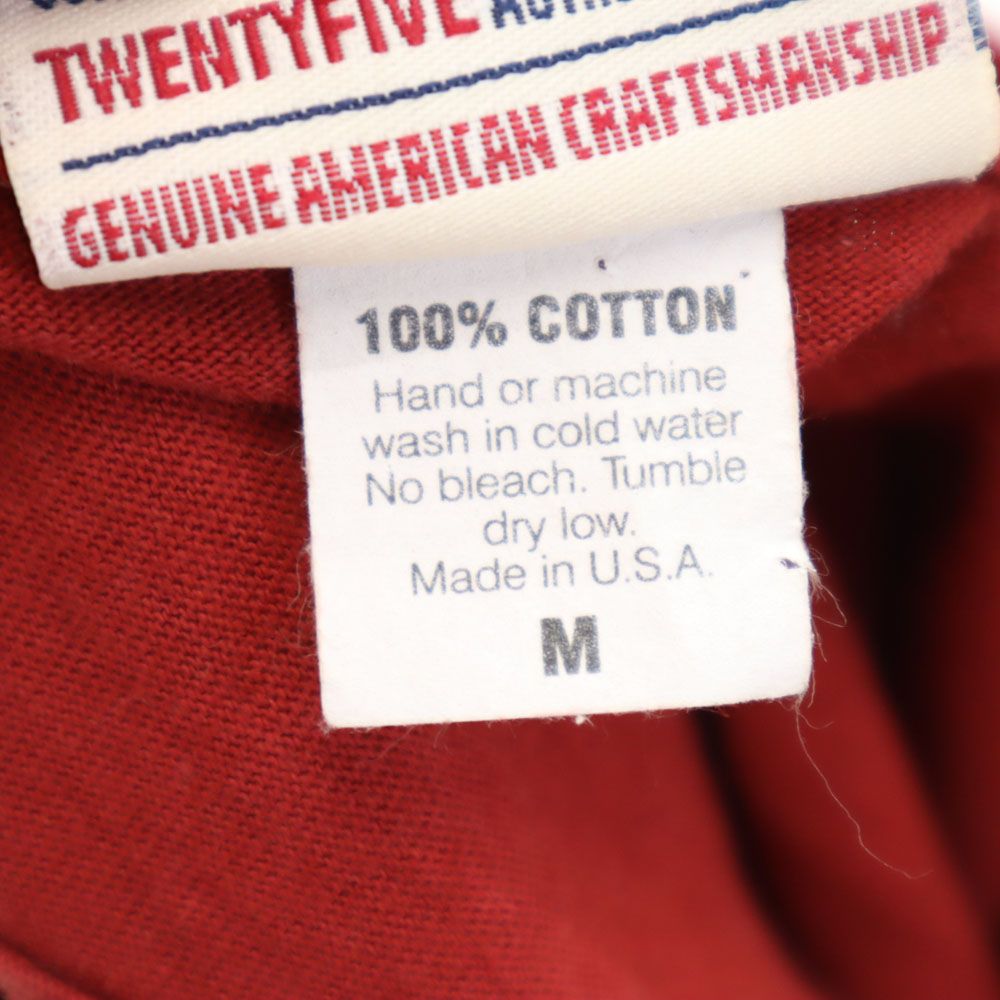 TWENTYFIVE
GENUINE AMERICAN CRAFTSMANSHIP
100% COTTON
Hand or machine
wash in cold water
No bleach. Tumble
dry low.
Made in U.S.A.
M